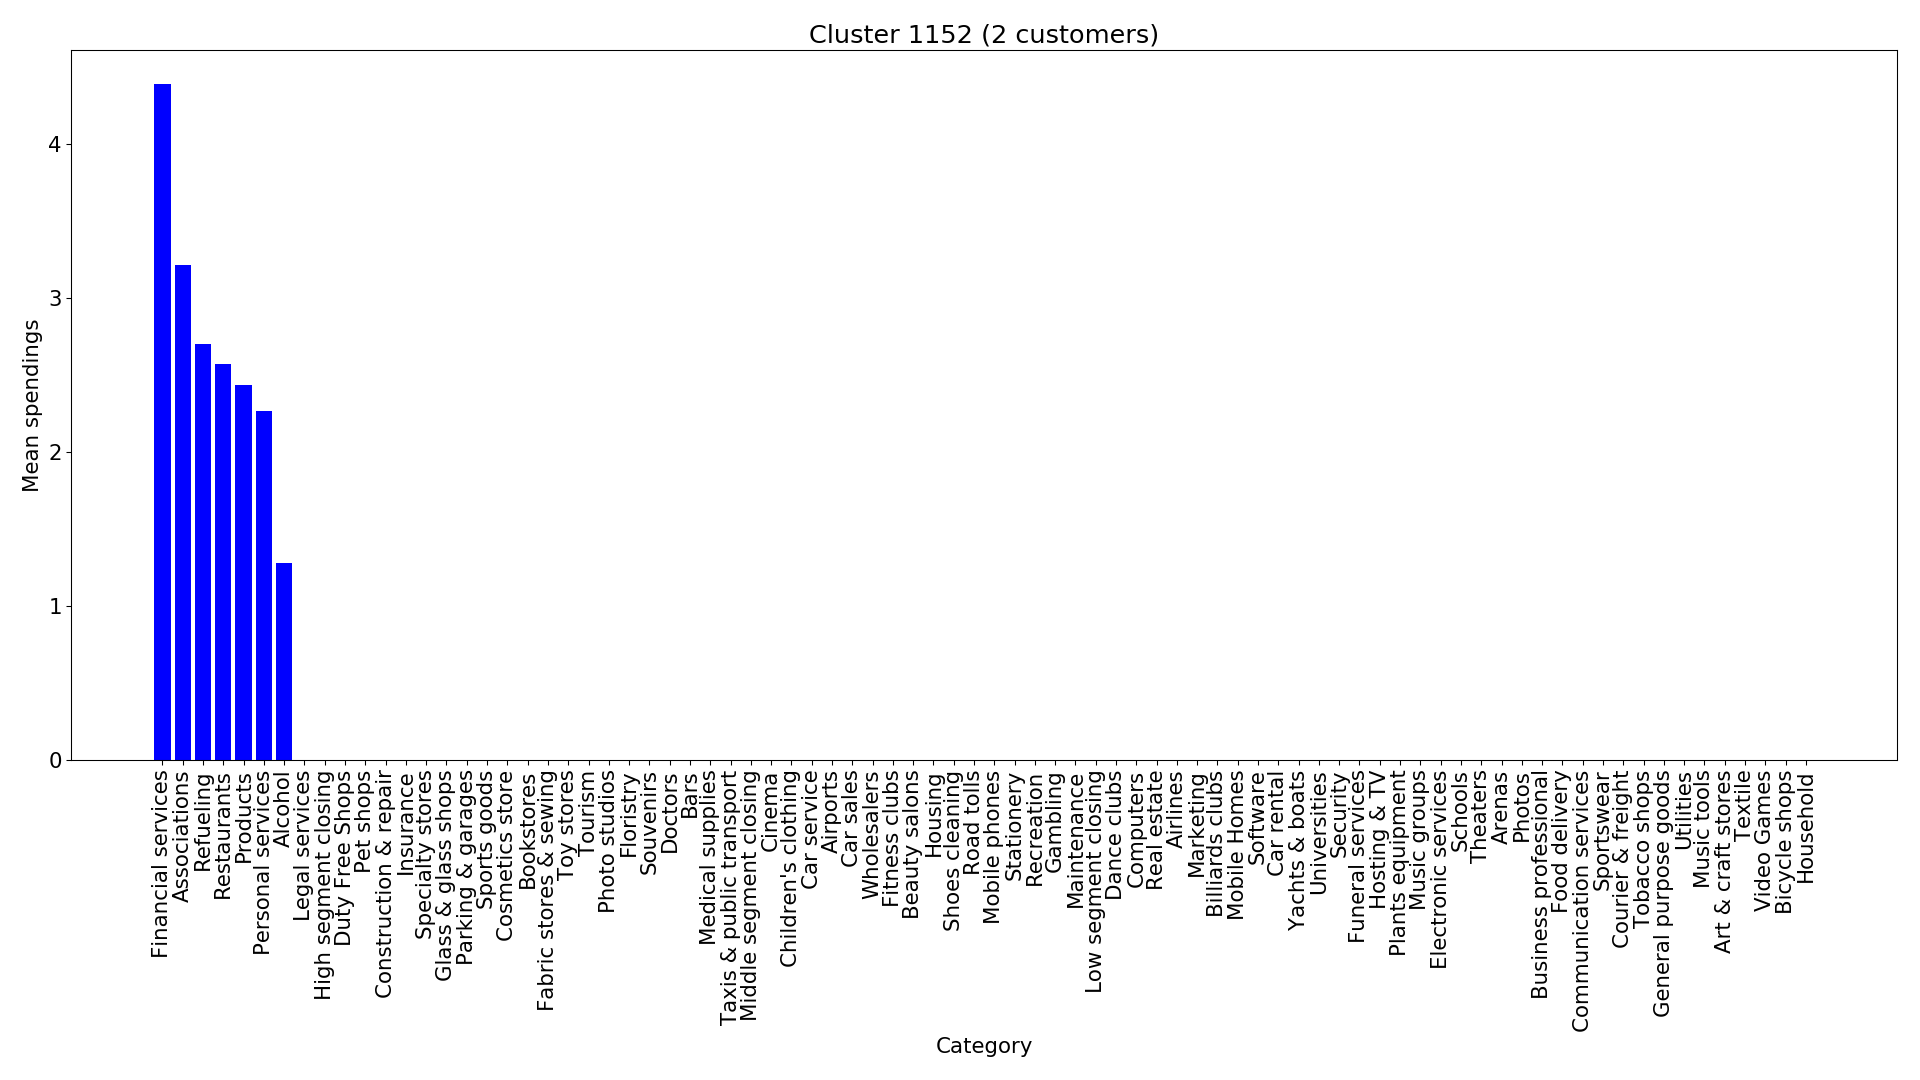 Cluster 1152 (2 customers)
Mean spendings
4
3
2
1
0
Financial services
Associations
Refueling
Restaurants
Products
Personal services
Alcohol
Legal services
High segment closing
Duty Free Shops
Pet shops
Construction & repair
Insurance
Specialty stores
Glass & glass shops
Parking & garages
Sports goods
Cosmetics store
Bookstores
Fabric stores & sewing
Toy stores
Tourism
Photo studios
Floristry
Souvenirs
Doctors
Bars
Medical supplies
Taxis & public transport
Middle segment closing
Cinema
Children's clothing
Car service
Airports
Car sales
Wholesalers
Fitness clubs
Beauty salons
Housing
Shoes cleaning
Road tolls
Mobile phones
Stationery
Recreation
Gambling
Maintenance
Low segment closing
Dance clubs
Computers
Real estate
Airlines
Marketing
Billiards clubs
Mobile Homes
Software
Car rental
Yachts & boats
Universities
Security
Funeral services
Hosting & TV
Plants equipment
Music groups
Electronic services
Schools
Theaters
Arenas
Photos
Business professional
Food delivery
Communication services
Sportswear
Courier & freight
Tobacco shops
General purpose goods
Utilities
Music tools
Art & craft stores
Textile
Video Games
Bicycle shops
Household
Category